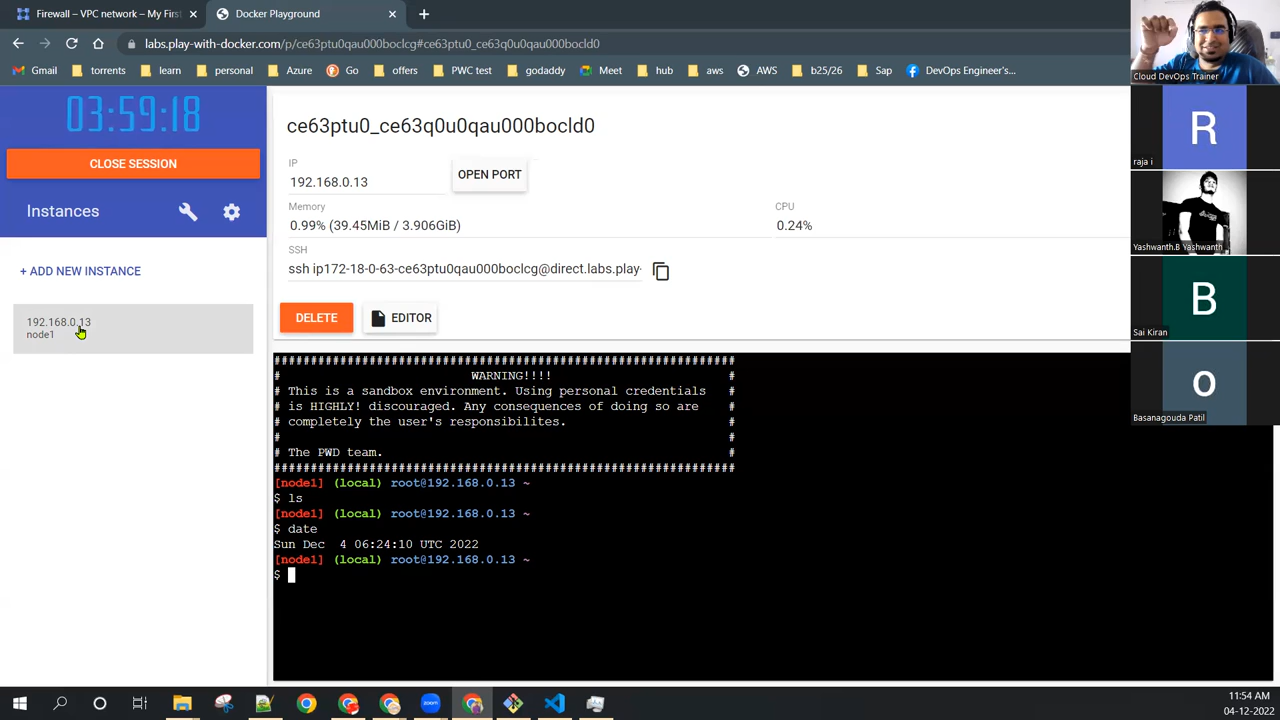 Firewall – VPC network – My First
Docker Playground
labs.play-with-docker.com/p/ce63ptu0qau000boclcg#ce63ptu0_ce63q0u0qau000bocld0
Gmail
torrents
learn
personal
Azure
Go
offers
PWC test
godaddy
Meet
hub
aws
AWS
b25/26
Sap
DevOps Engineer's...
03:59:18
CLOSE SESSION
Instances
+ ADD NEW INSTANCE
192.168.0.13
node1
ce63ptu0_ce63q0u0qau000bocld0
IP
192.168.0.13
OPEN PORT
Memory
0.99% (39.45MiB / 3.906GiB)
CPU
0.24%
SSH
ssh ip172-18-0-63-ce63ptu0qau000boclcg@direct.labs.play-
DELETE
EDITOR
###############################################################
# WARNING!!!! #
# This is a sandbox environment. Using personal credentials #
# is HIGHLY! discouraged. Any consequences of doing so are #
# completely the user's responsibilites. #
# #
# The PWD team. #
###############################################################
[node1] (local) root@192.168.0.13 ~
$ ls
[node1] (local) root@192.168.0.13 ~
$ date
Sun Dec  4 06:24:10 UTC 2022
[node1] (local) root@192.168.0.13 ~
$
Cloud DevOps Trainer
R
raja i
Yashwanth.B Yashwanth
B
Sai Kiran
o
Basanagouda Patil
11:54 AM
04-12-2022